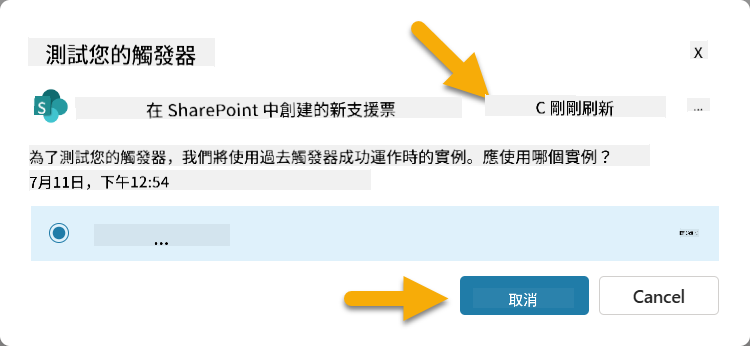 測試您的觸發器
X
S
在 SharePoint 中創建的新支援票
C 剛剛刷新
...
為了測試您的觸發器，我們將使用過去觸發器成功運作時的實例。應使用哪個實例？
7月11日，下午12:54
...
取消
Cancel